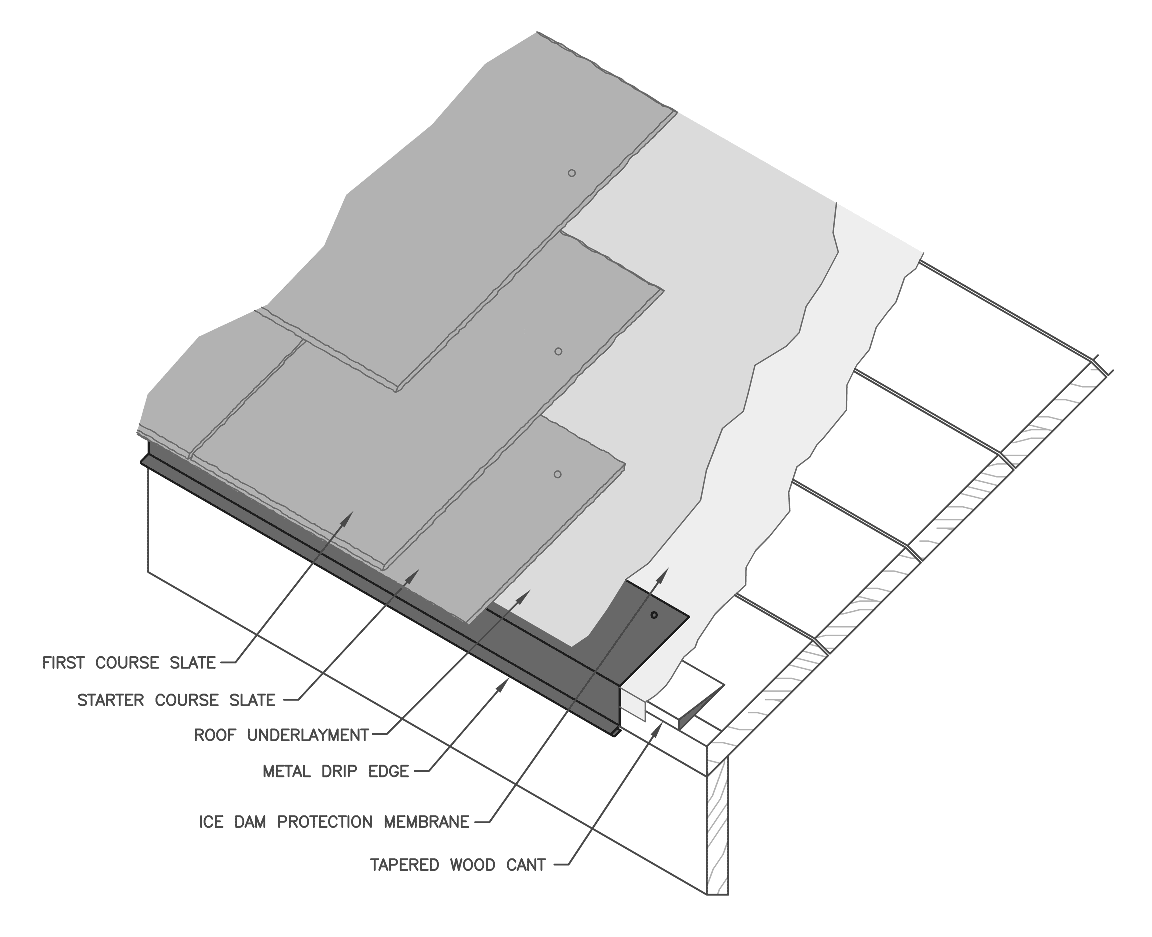 FIRST COURSE SLATE
STARTER COURSE SLATE
ROOF UNDERLAYMENT
METAL DRIP EDGE
ICE DAM PROTECTION MEMBRANE
TAPERED WOOD CANT